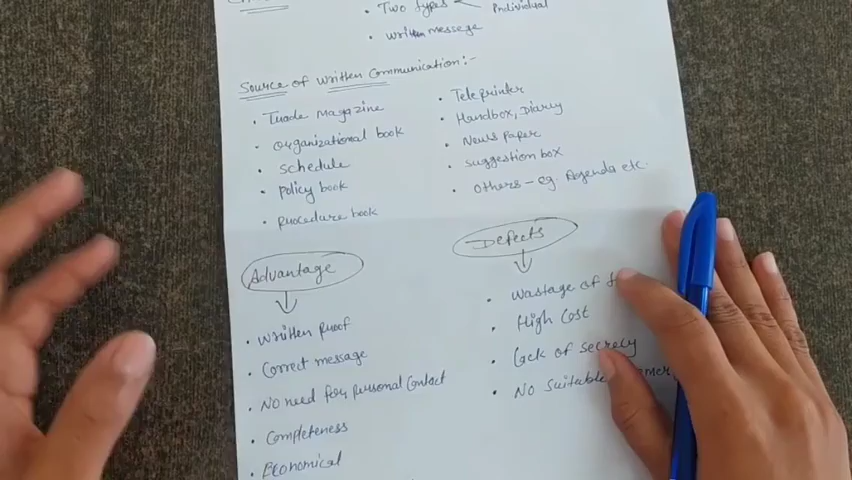 Two types
Individual
written messege
Source of written Communication:-
Trade Magazine
Organizational book
schedule
policy book
procedure book
Teleprinter
Handbox, Diary
News Paper
suggestion box
Others - eg. Agenda etc.
Advantage
written proof
Correct message
No need for personal Contact
Completeness
Economical
Defects
Wastage of
High Cost
Lack of secrecy
No suitable